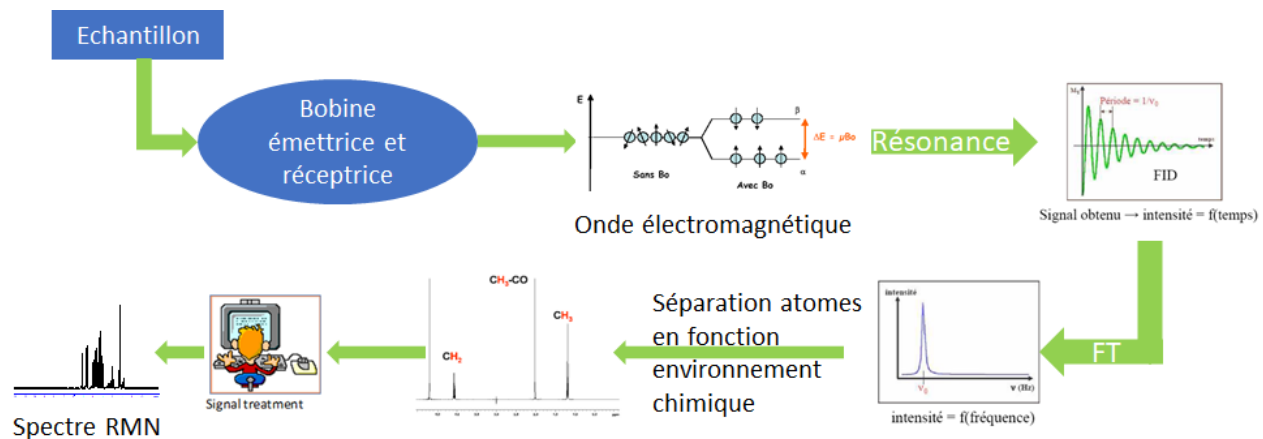 Echantillon
Bobine
émettrice et
réceptrice
E
Sans Bo
Avec Bo
β
ΔE = µBo
α
Onde électromagnétique
Résonance
Période = 1/ν₀
temps
FID
Signal obtenu → intensité = f(temps)
FT
intensité
ν₀
ν (Hz)
intensité = f(fréquence)
Séparation atomes
en fonction
environnement
chimique
CH₃-CO
CH₃
CH₂
Signal treatment
Spectre RMN